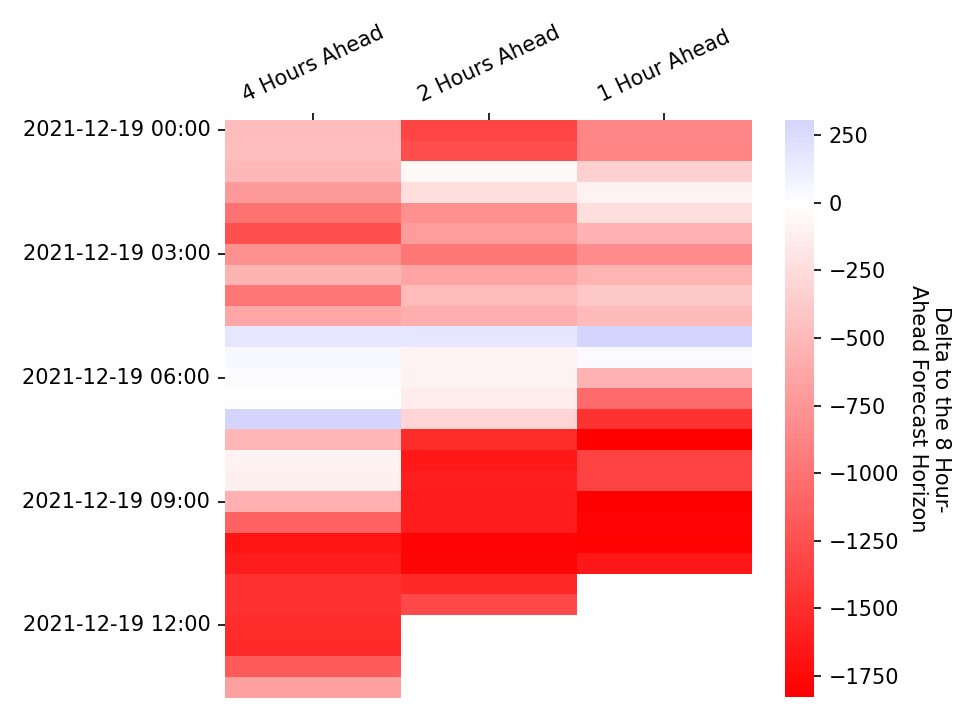 4 Hours Ahead
2 Hours Ahead
1 Hour Ahead
2021-12-19 00:00
2021-12-19 03:00
2021-12-19 06:00
2021-12-19 09:00
2021-12-19 12:00
250
0
−250
−500
−750
−1000
−1250
−1500
−1750
Delta to the 8 Hour-
Ahead Forecast Horizon